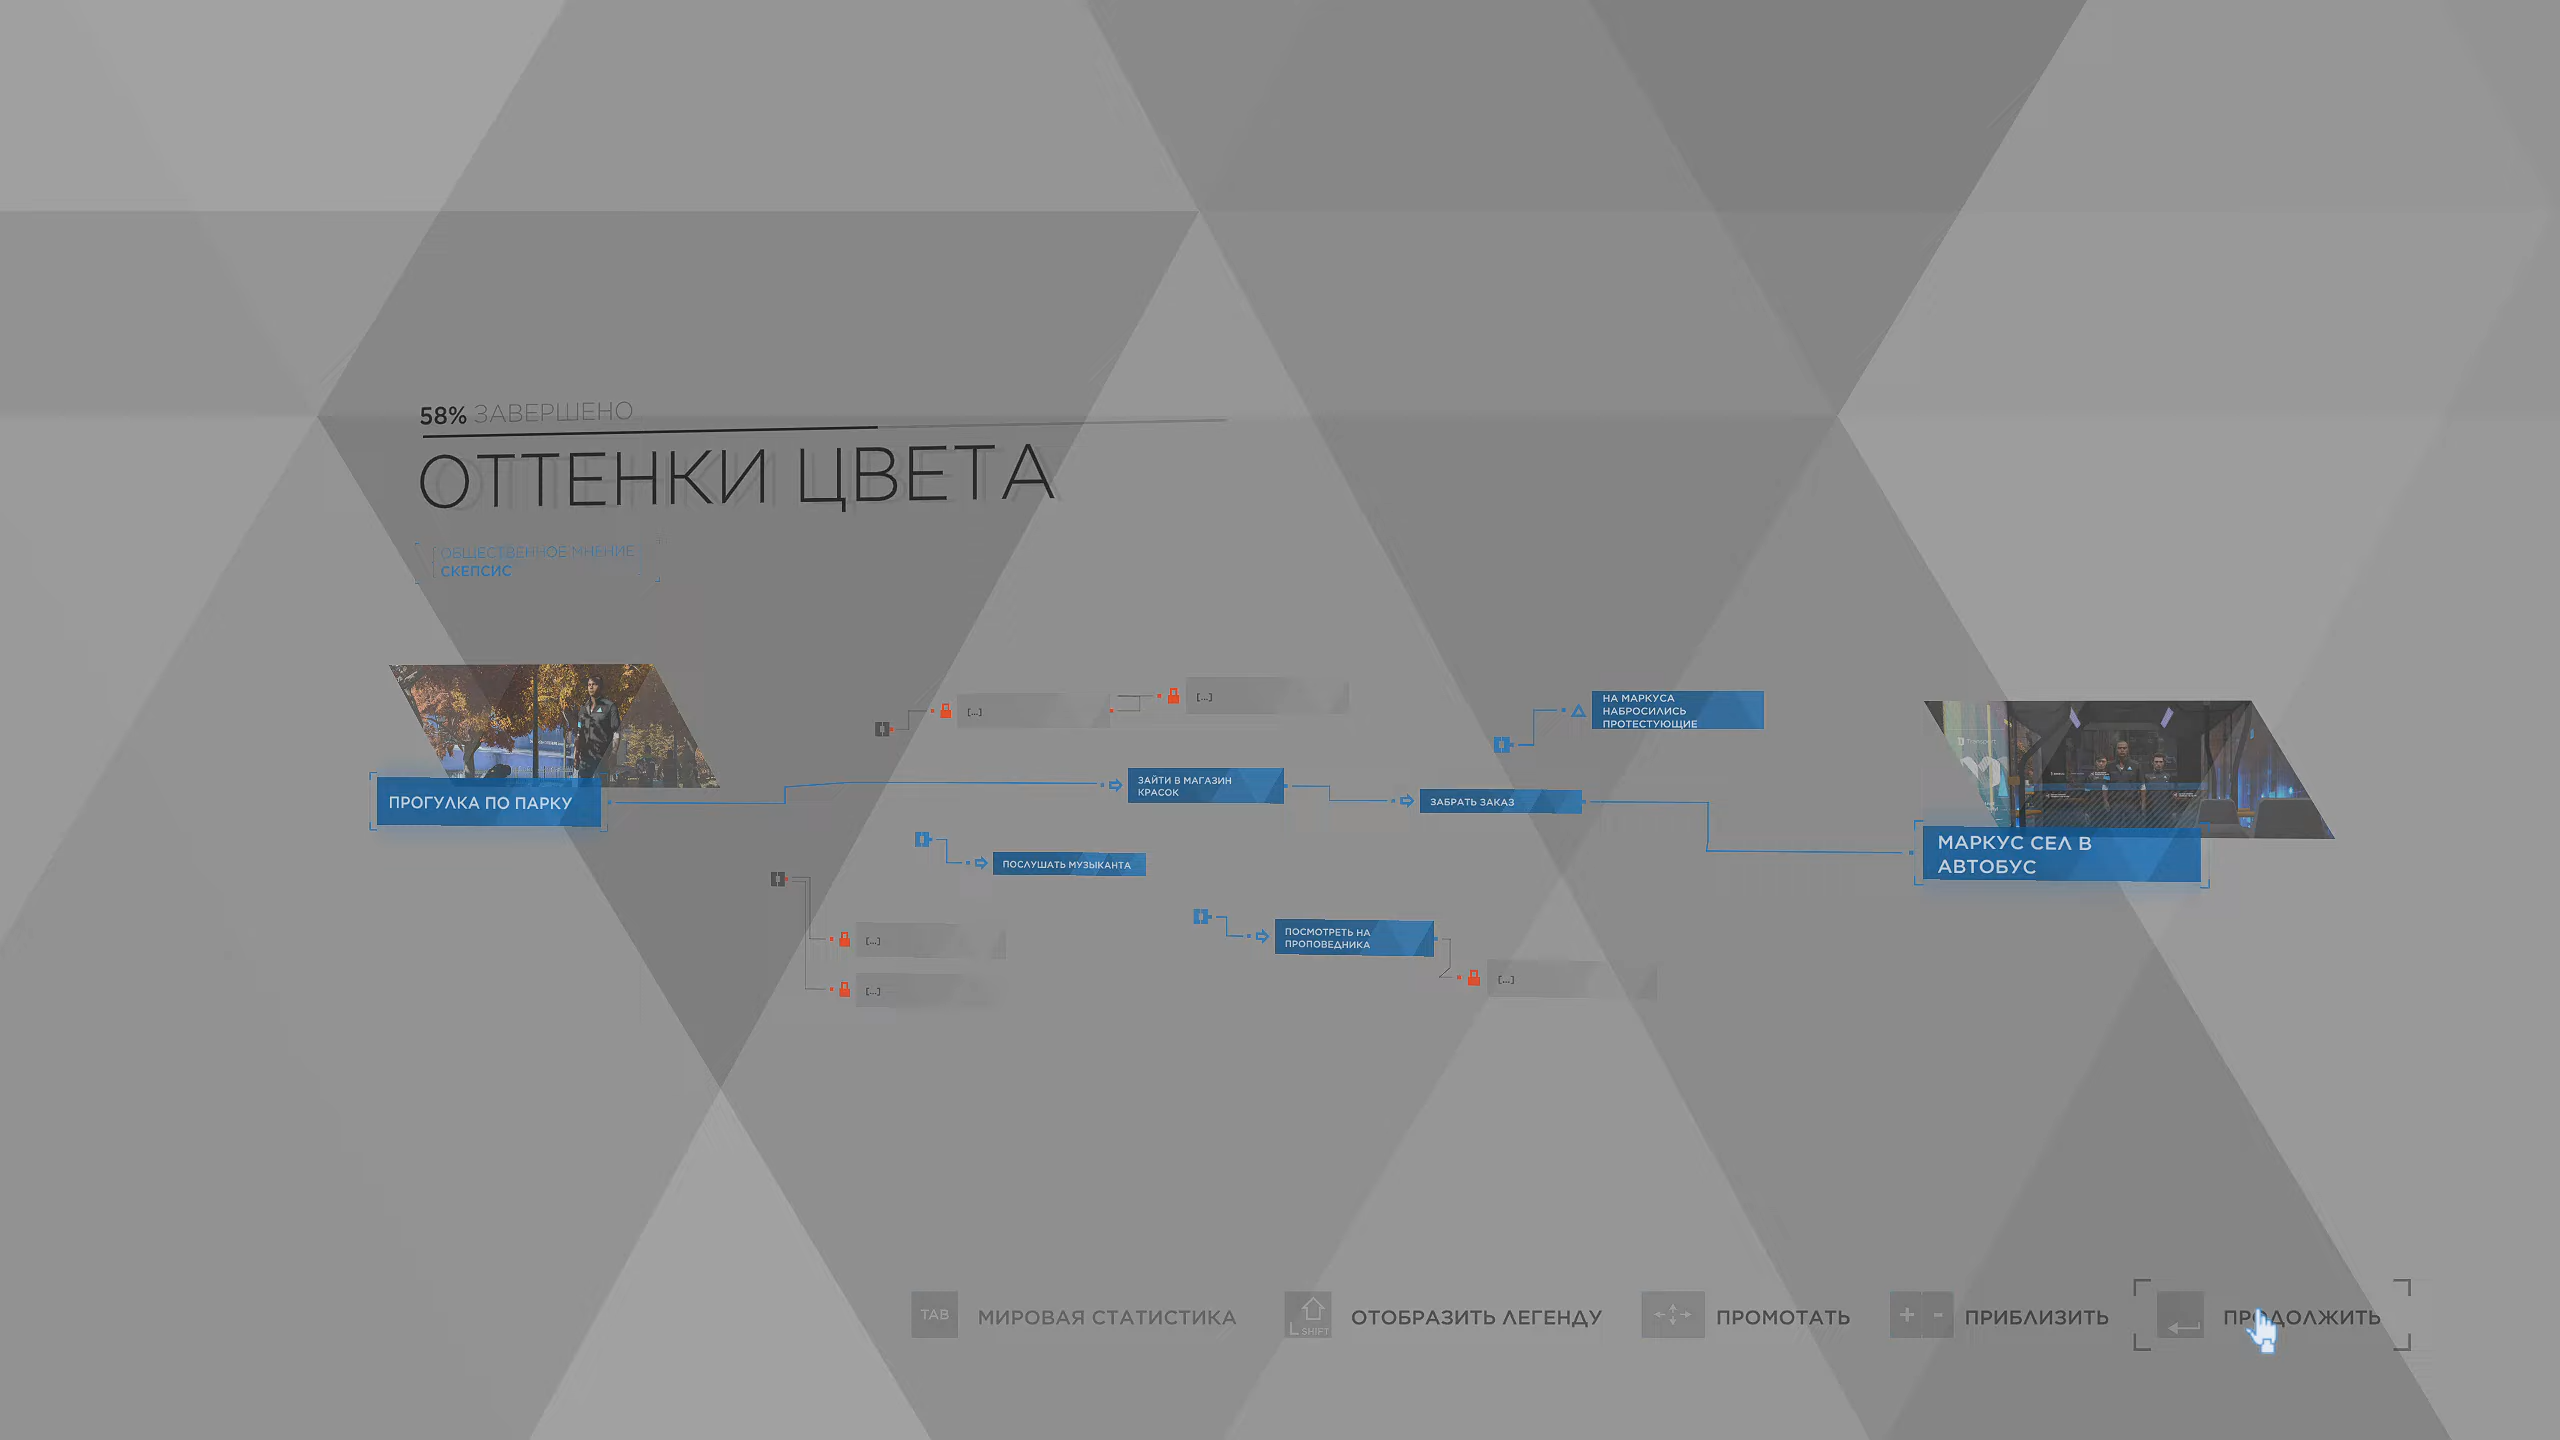 58% ЗАВЕРШЕНО
ОТТЕНКИ ЦВЕТА
ОБЩЕСТВЕННОЕ МНЕНИЕ
СКЕПСИС
ПРОГУЛКА ПО ПАРКУ
[...]
[...]
НА МАРКУСА
НАБРОСИЛИСЬ
ПРОТЕСТУЮЩИЕ
ЗАЙТИ В МАГАЗИН
КРАСОК
ЗАБРАТЬ ЗАКАЗ
ПОСЛУШАТЬ МУЗЫКАНТА
ПОСМОТРЕТЬ НА
ПРОПОВЕДНИКА
[...]
[...]
[...]
МАРКУС СЕЛ В
АВТОБУС
TAB МИРОВАЯ СТАТИСТИКА
L SHIFT ОТОБРАЗИТЬ ЛЕГЕНДУ
ПРОМОТАТЬ
+ - ПРИБЛИЗИТЬ
ПРОДОЛЖИТЬ